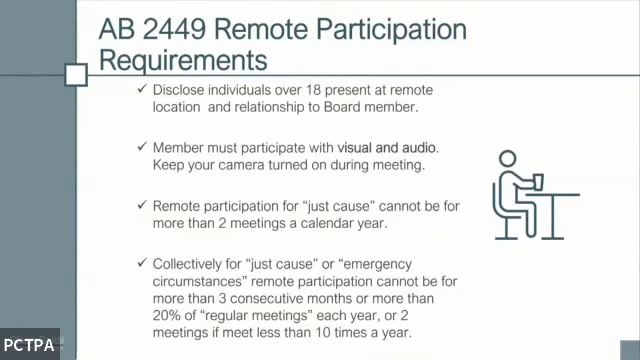 AB 2449 Remote Participation
Requirements
✓ Disclose individuals over 18 present at remote
location and relationship to Board member.
✓ Member must participate with visual and audio.
Keep your camera turned on during meeting.
✓ Remote participation for “just cause” cannot be for
more than 2 meetings a calendar year.
✓ Collectively for “just cause” or “emergency
circumstances” remote participation cannot be for
more than 3 consecutive months or more than
20% of “regular meetings” each year, or 2
meetings if meet less than 10 times a year.
PCTPA